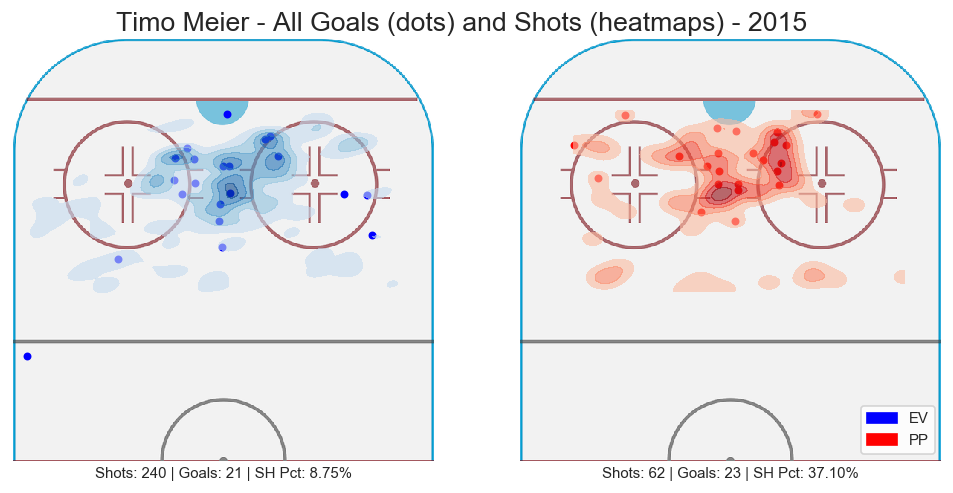 Timo Meier - All Goals (dots) and Shots (heatmaps) - 2015
EV
PP
Shots: 240 | Goals: 21 | SH Pct: 8.75%
Shots: 62 | Goals: 23 | SH Pct: 37.10%